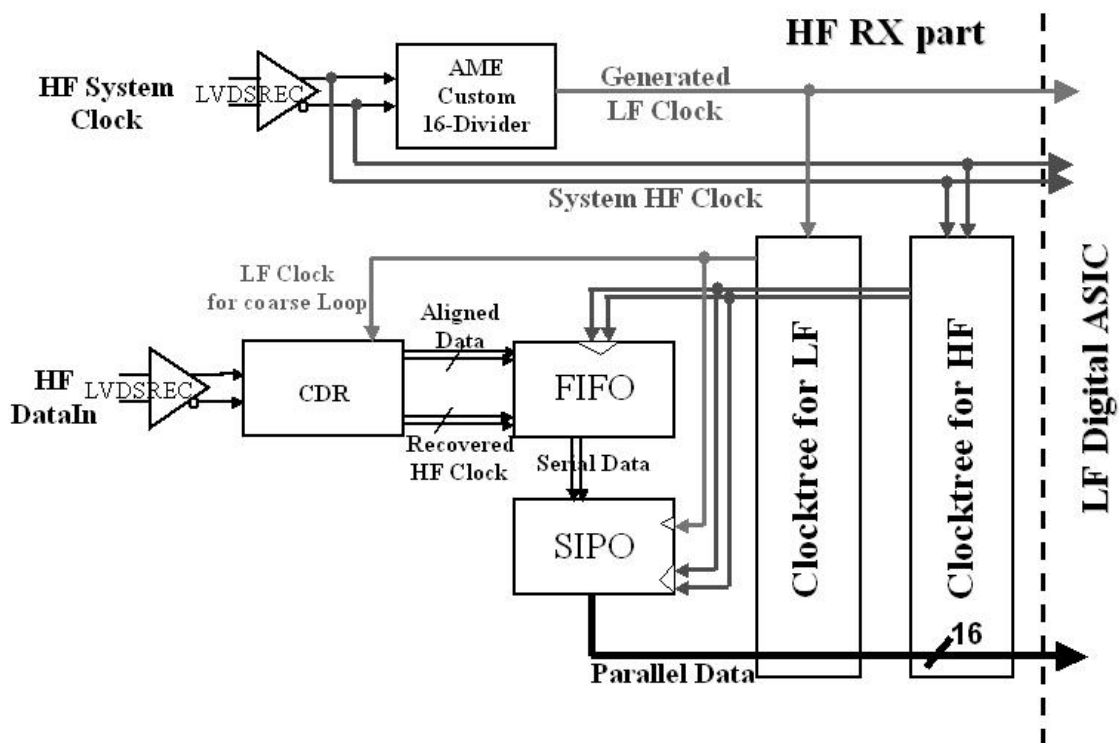 HF RX part
HF System
Clock
LVDSREC
AME
Custom
16-Divider
Generated
LF Clock
System HF Clock
LF Clock
for coarse Loop
Aligned
Data
HF
DataIn
LVDSREC
CDR
FIFO
Recovered
HF Clock
Serial Data
SIPO
Clocktree for LF
Clocktree for HF
LF Digital ASIC
16
Parallel Data